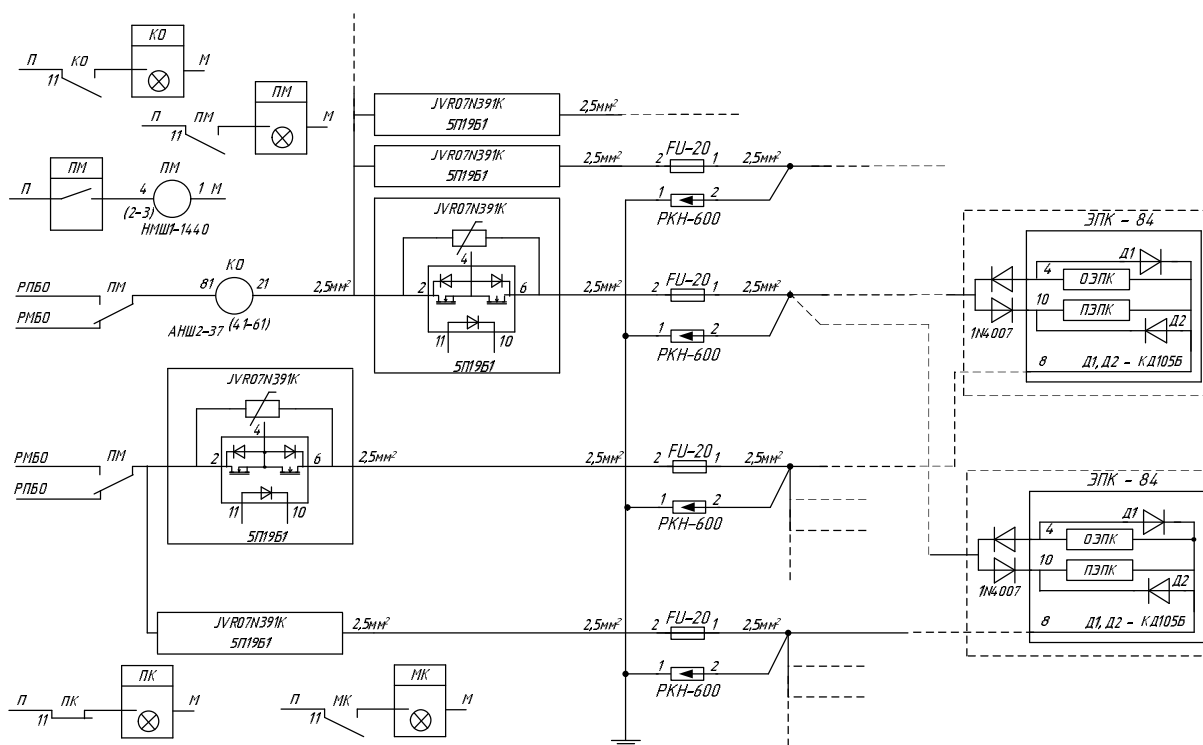 КО
П
КО
М
11
ПМ
П
ПМ
М
11
ПМ
ПМ
П
4
1
М
(2-3)
НМШ1-1440
JVR07N391K
5П19Б1
2,5мм²
JVR07N391K
5П19Б1
2,5мм²
FU-20
2
1
2,5мм²
1
2
РКН-600
JVR07N391K
4
2
6
11
10
5П19Б1
КО
81
21
РПБО
ПМ
РМБО
АНШ2-37
(41-61)
2,5мм²
2,5мм²
FU-20
2
1
2,5мм²
1
2
РКН-600
ЭПК - 84
Д1
4
ОЭПК
10
ПЭПК
1N4007
Д2
8
Д1, Д2 - КД105Б
JVR07N391K
4
2
6
11
10
5П19Б1
РМБО
ПМ
РПБО
2,5мм²
2,5мм²
FU-20
2
1
2,5мм²
1
2
РКН-600
ЭПК - 84
Д1
4
ОЭПК
10
ПЭПК
1N4007
Д2
8
Д1, Д2 - КД105Б
JVR07N391K
5П19Б1
2,5мм²
2,5мм²
FU-20
2
1
2,5мм²
1
2
РКН-600
ПК
П
ПК
М
11
МК
П
МК
М
11